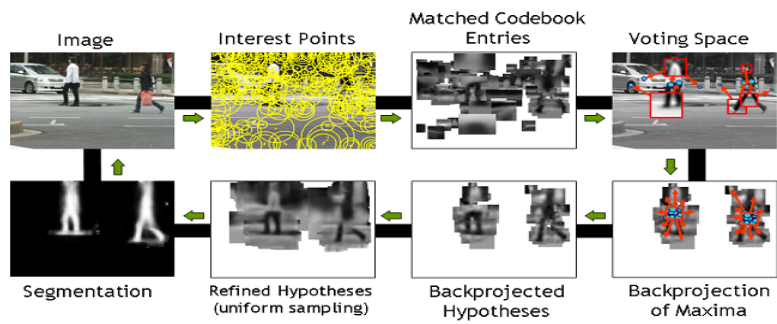 Image
Interest Points
Matched Codebook
Entries
Voting Space
Segmentation
Refined Hypotheses
(uniform sampling)
Backprojected
Hypotheses
Backprojection
of Maxima